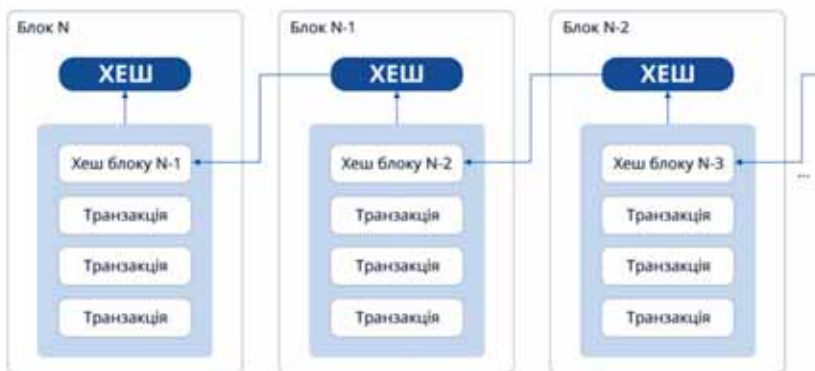 Блок N
ХЕШ
Хеш блоку N-1
Транзакція
Транзакція
Транзакція
Блок N-1
ХЕШ
Хеш блоку N-2
Транзакція
Транзакція
Транзакція
Блок N-2
ХЕШ
Хеш блоку N-3
Транзакція
Транзакція
Транзакція
...